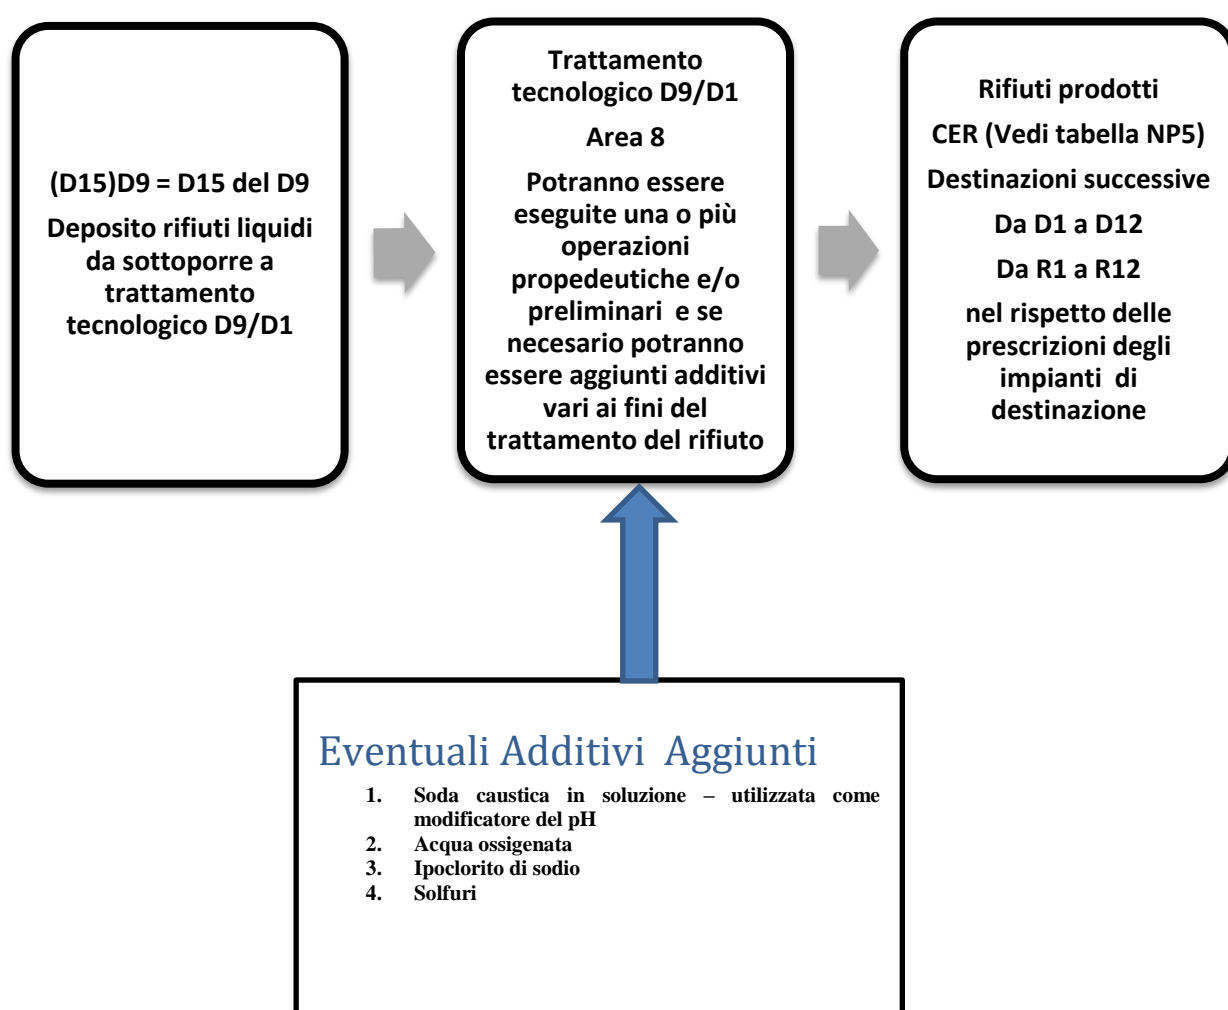 (D15)D9 = D15 del D9
Deposito rifiuti liquidi
da sottoporre a
trattamento
tecnologico D9/D1
Trattamento
tecnologico D9/D1
Area 8
Potranno essere
eseguite una o più
operazioni
propedeutiche e/o
preliminari e se
necesario potranno
essere aggiunti additivi
vari ai fini del
trattamento del rifiuto
Rifiuti prodotti
CER (Vedi tabella NP5)
Destinazioni successive
Da D1 a D12
Da R1 a R12
nel rispetto delle
prescrizioni degli
impianti di
destinazione
Eventuali Additivi Aggiunti
1. Soda caustica in soluzione – utilizzata come
modificatore del pH
2. Acqua ossigenata
3. Ipoclorito di sodio
4. Solfuri